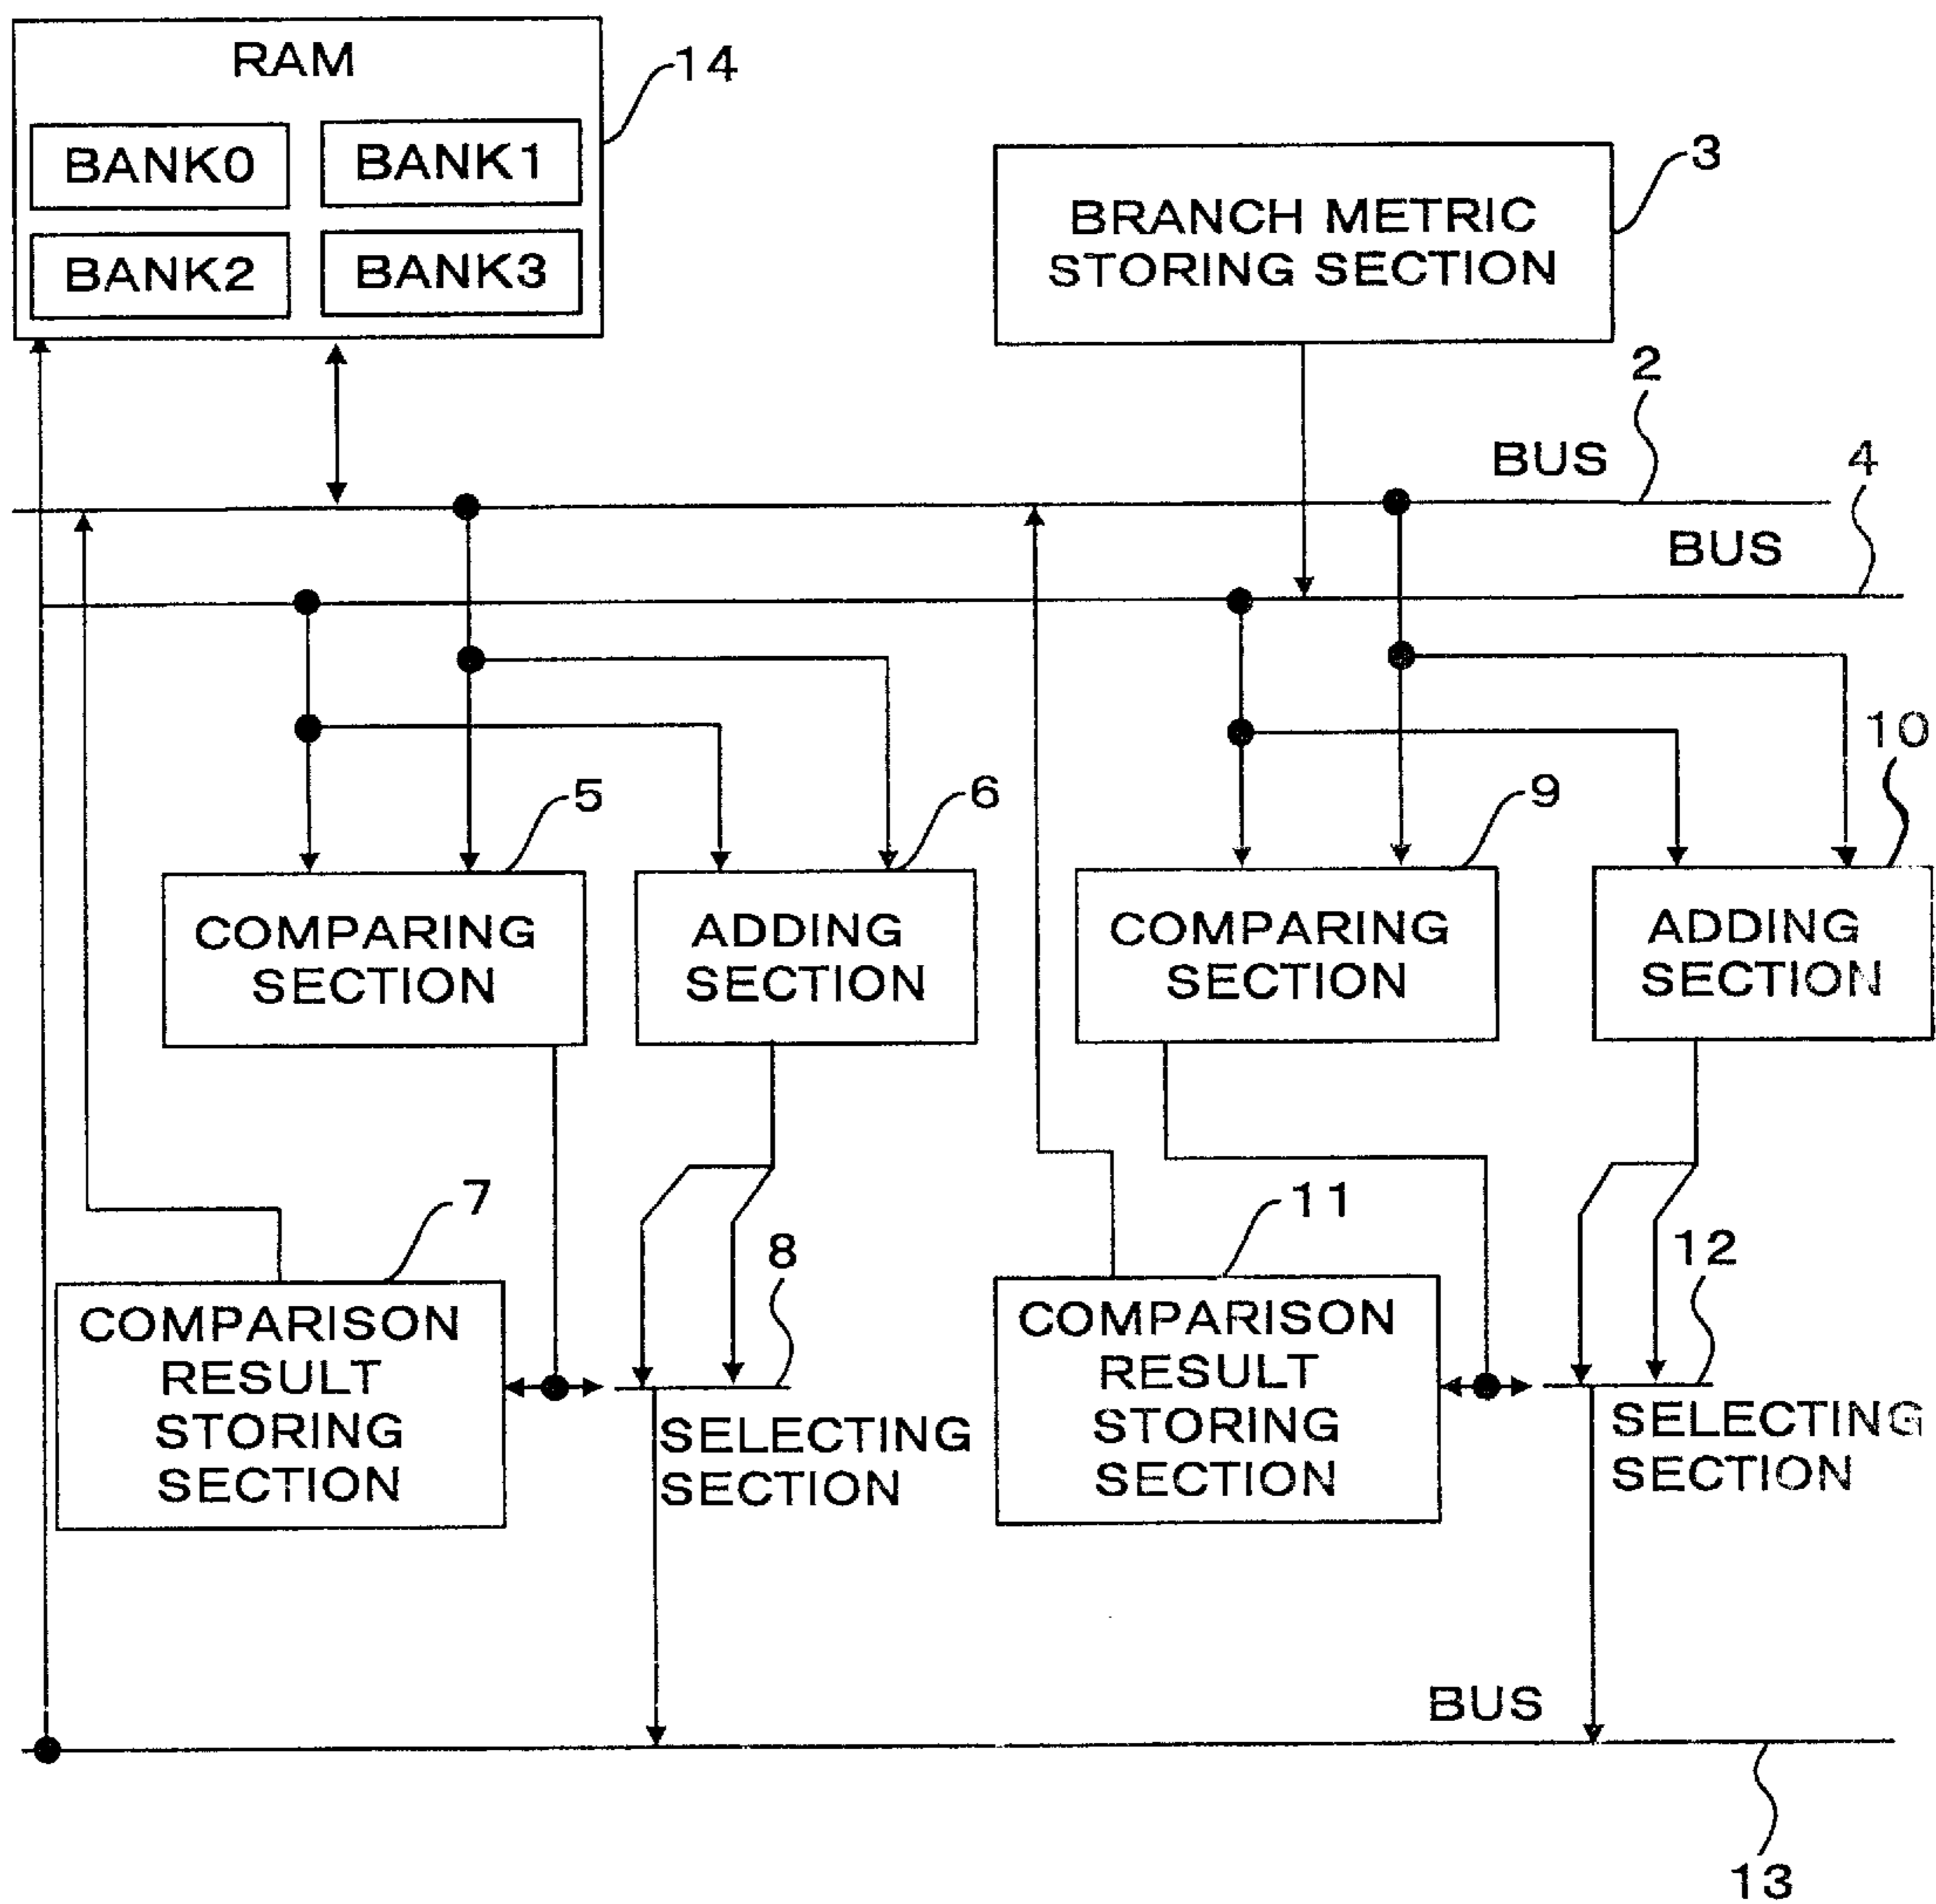 RAM
14
BANK0
BANK1
BANK2
BANK3
3
BRANCH METRIC
STORING SECTION
2
BUS
4
BUS
10
5
6
9
COMPARING
SECTION
ADDING
SECTION
COMPARING
SECTION
ADDING
SECTION
7
11
8
12
COMPARISON
RESULT
STORING
SECTION
SELECTING
SECTION
COMPARISON
RESULT
STORING
SECTION
SELECTING
SECTION
BUS
13